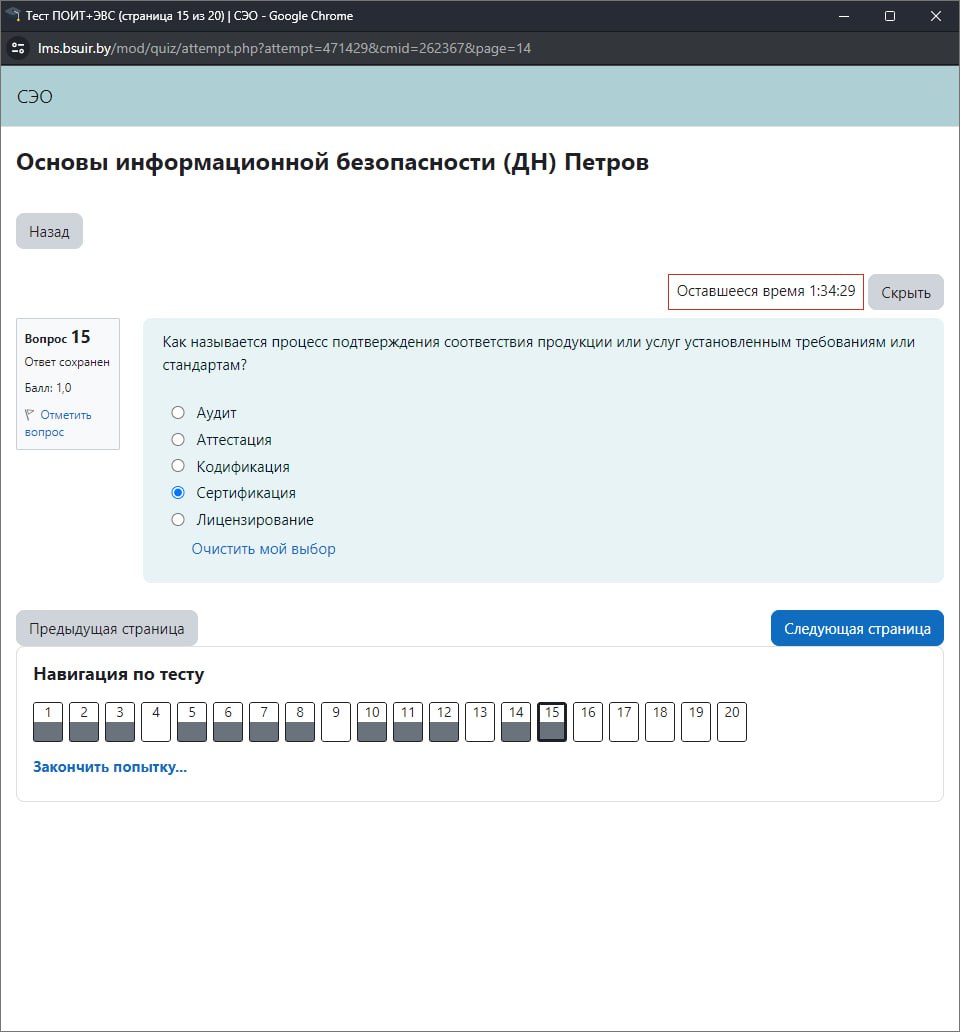 Тест ПОИТ+ЭВС (страница 15 из 20) | СЭО - Google Chrome
lms.bsuir.by/mod/quiz/attempt.php?attempt=471429&cmid=262367&page=14
СЭО
Основы информационной безопасности (ДН) Петров
Назад
Оставшееся время 1:34:29
Скрыть
Вопрос 15
Ответ сохранен
Балл: 1,0
Отметить
вопрос
Как называется процесс подтверждения соответствия продукции или услуг установленным требованиям или
стандартам?
Аудит
Аттестация
Кодификация
Сертификация
Лицензирование
Очистить мой выбор
Предыдущая страница
Следующая страница
Навигация по тесту
1 2 3 4 5 6 7 8 9 10 11 12 13 14 15 16 17 18 19 20
Закончить попытку...